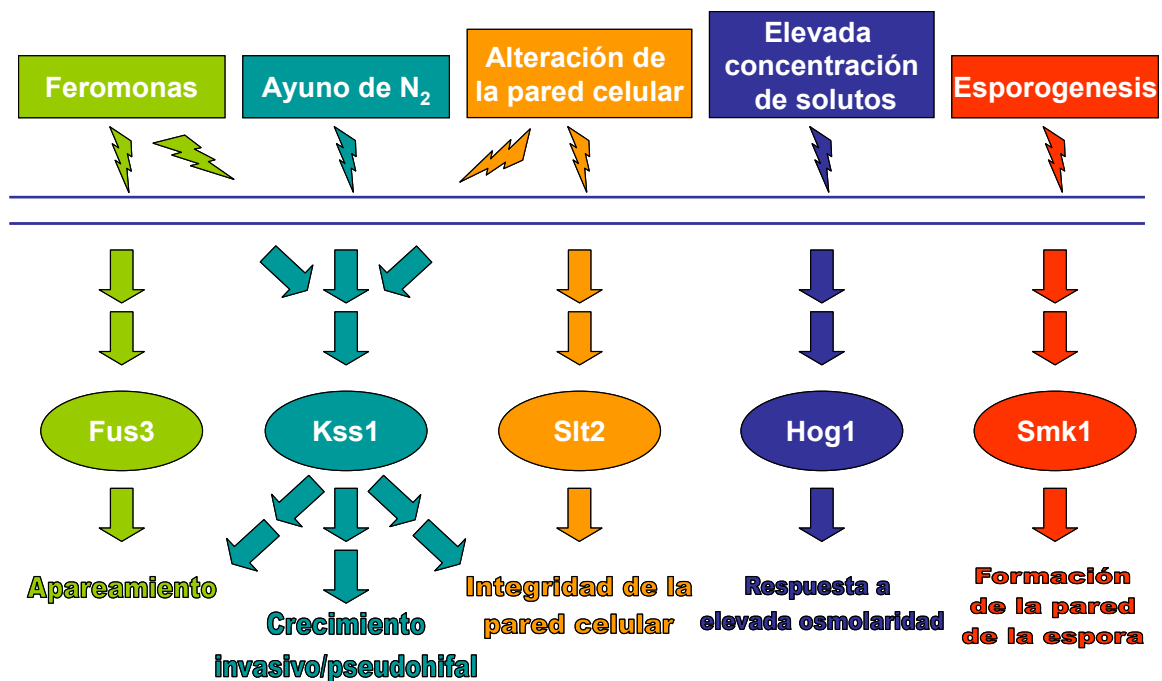 Feromonas
Ayuno de N₂
Alteración de
la pared celular
Elevada
concentración
de solutos
Esporogenesis
Fus3
Kss1
Slt2
Hog1
Smk1
Apareamiento
Crecimiento
invasivo/pseudohifal
Integridad de la
pared celular
Respuesta a
elevada osmolaridad
Formación
de la pared
de la espora